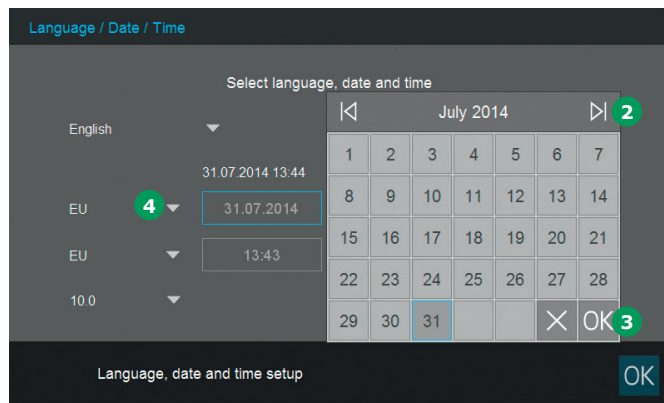 Language / Date / Time
Select language, date and time
July 2014 2
English
1 2 3 4 5 6 7
31.07.2014 13:44
EU 4 31.07.2014
8 9 10 11 12 13 14
EU 13:43
15 16 17 18 19 20 21
22 23 24 25 26 27 28
10.0
29 30 31 OK 3
Language, date and time setup
OK